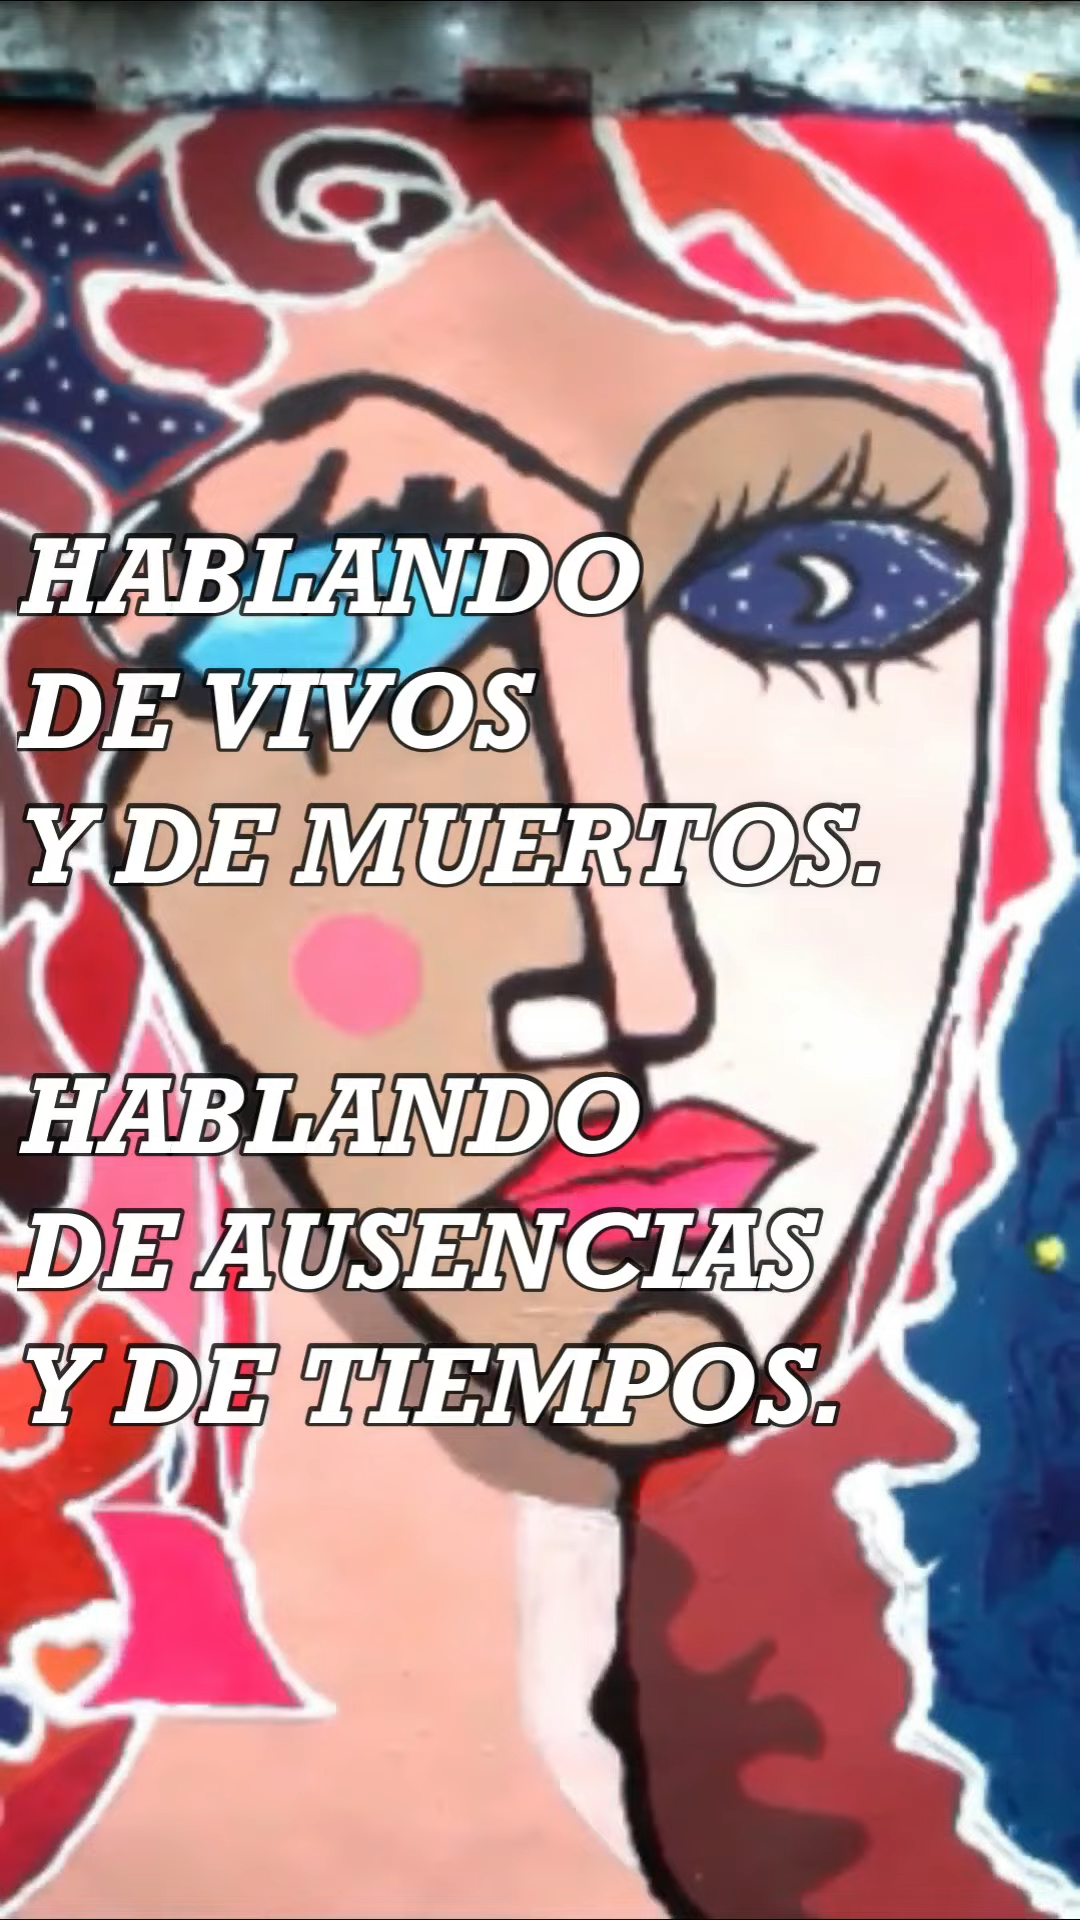 HABLANDO
DE VIVOS
Y DE MUERTOS.
HABLANDO
DE AUSENCIAS
Y DE TIEMPOS.